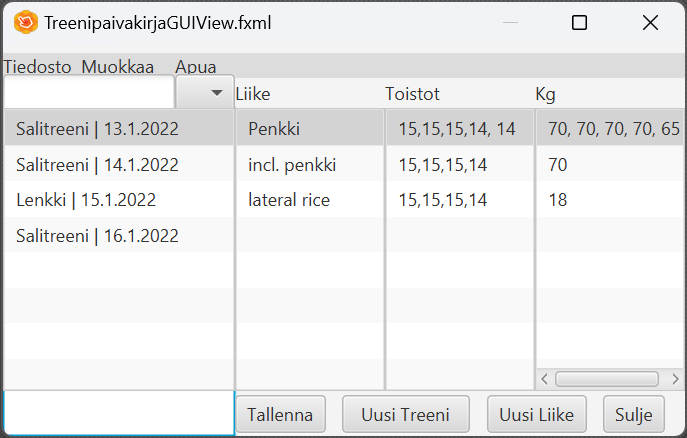 TreenipaivakirjaGUIView.fxml
Tiedosto Muokkaa Apua
Liike Toistot Kg
Salitreeni | 13.1.2022 Penkki 15,15,15,14, 14 70, 70, 70, 70, 65
Salitreeni | 14.1.2022 incl. penkki 15,15,15,14 70
Lenkki | 15.1.2022 lateral rice 15,15,15,14 18
Salitreeni | 16.1.2022
Tallenna Uusi Treeni Uusi Liike Sulje